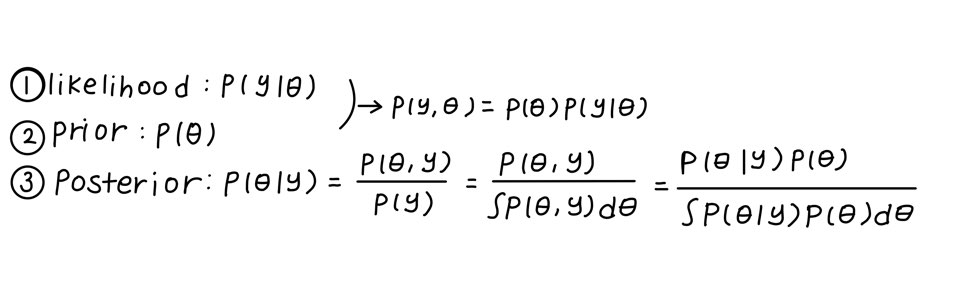 ① likelihood : P(y|θ)
② prior : P(θ)
→ P(y,θ) = P(θ)P(y|θ)
③ Posterior: P(θ|y) = P(θ,y)/P(y) = P(θ,y)/∫P(θ,y)dθ = P(θ|y)P(θ)/∫P(θ|y)P(θ)dθ